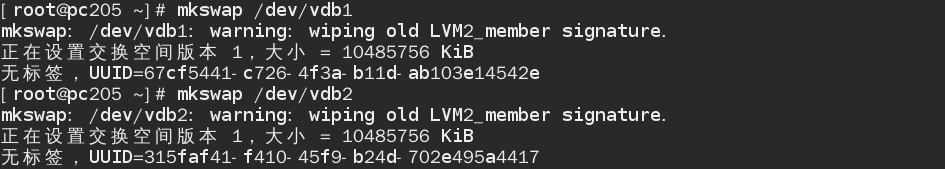 [root@pc205 ~]# mkswap /dev/vdb1
mkswap: /dev/vdb1: warning: wiping old LVM2_member signature.
正在设置交换空间版本 1，大小 = 10485756 KiB
无标签，UUID=67cf5441-c726-4f3a-b11d-ab103e14542e
[root@pc205 ~]# mkswap /dev/vdb2
mkswap: /dev/vdb2: warning: wiping old LVM2_member signature.
正在设置交换空间版本 1，大小 = 10485756 KiB
无标签，UUID=315faf41-f410-45f9-b24d-702e495a4417